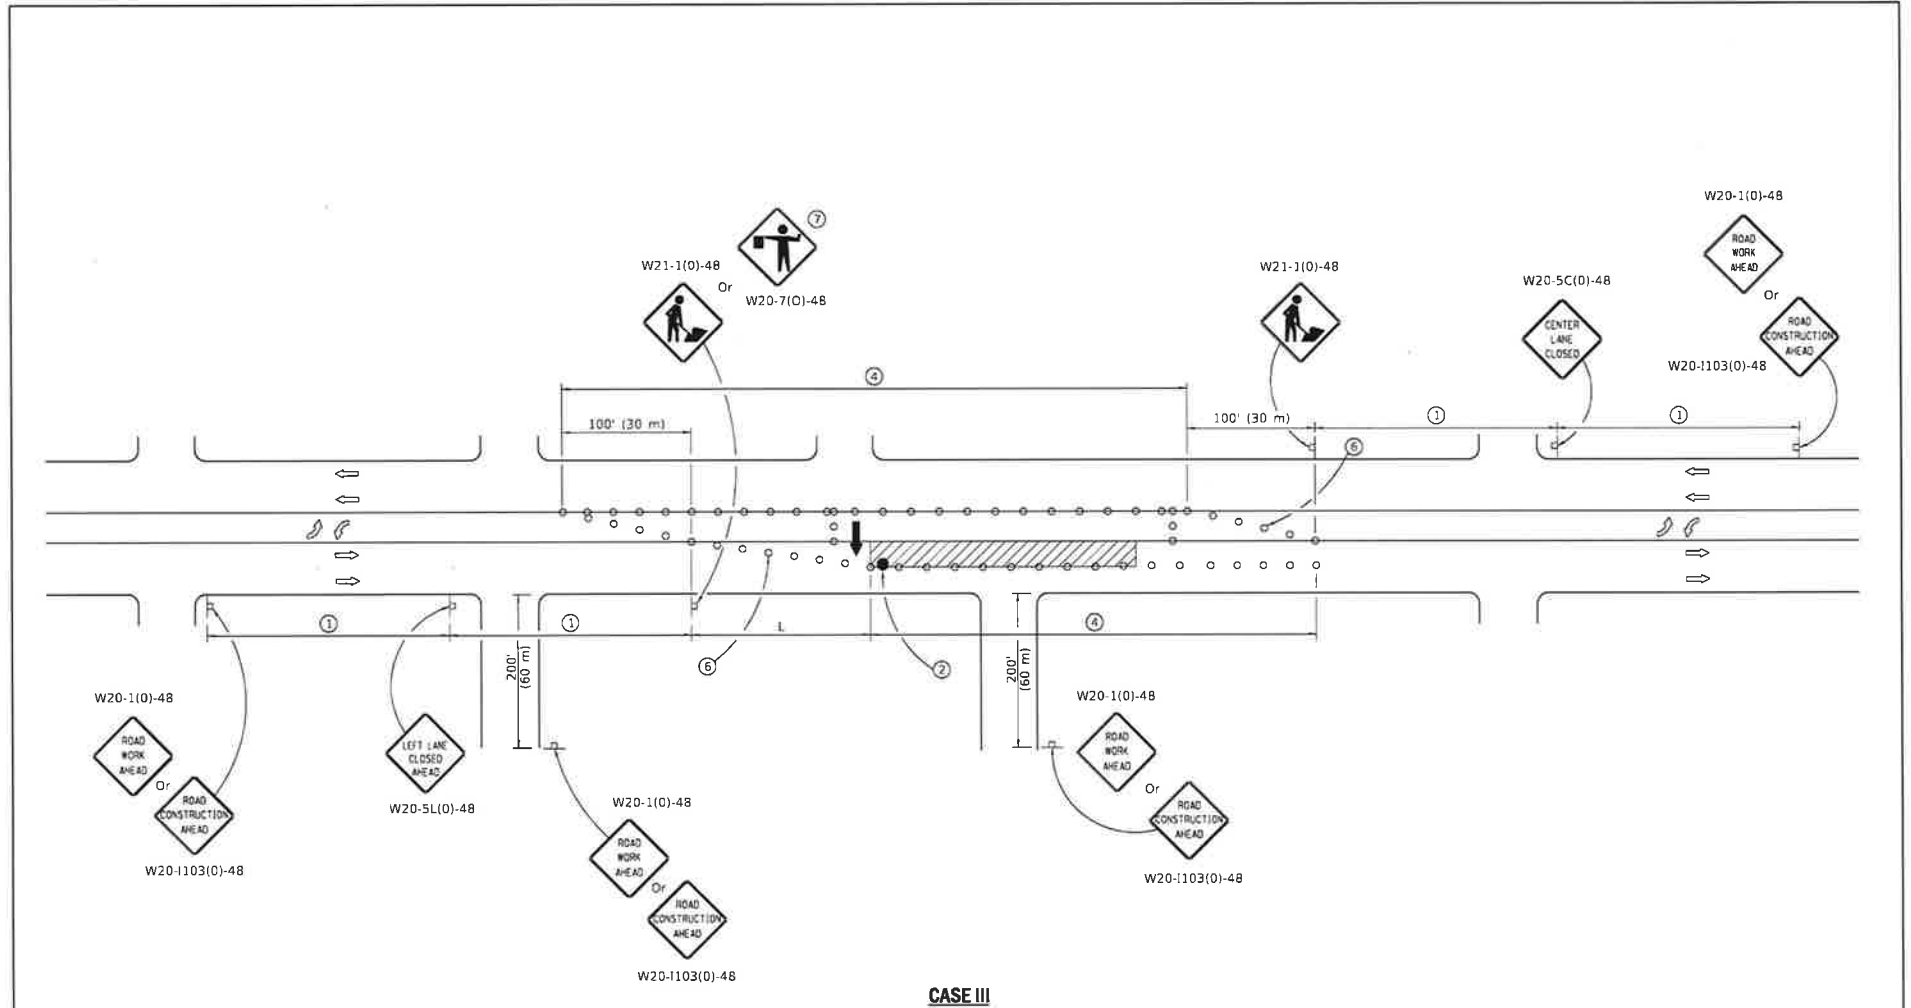 W20-1(0)-48
ROAD
WORK
AHEAD
Or
ROAD
CONSTRUCTION
AHEAD
W20-I103(0)-48
7
W21-1(0)-48
Or
W20-7(O)-48
W21-1(0)-48
W20-5C(0)-48
CENTER
LANE
CLOSED
4
100' (30 m)
100' (30 m)
1
1
6
1
1
L
4
200'
(60 m)
200'
(60 m)
6
2
W20-1(0)-48
ROAD
WORK
AHEAD
Or
ROAD
CONSTRUCTION
AHEAD
W20-I103(0)-48
LEFT LANE
CLOSED
AHEAD
W20-5L(0)-48
W20-1(0)-48
ROAD
WORK
AHEAD
Or
ROAD
CONSTRUCTION
AHEAD
W20-I103(0)-48
W20-1(0)-48
ROAD
WORK
AHEAD
Or
ROAD
CONSTRUCTION
AHEAD
W20-I103(0)-48
CASE III